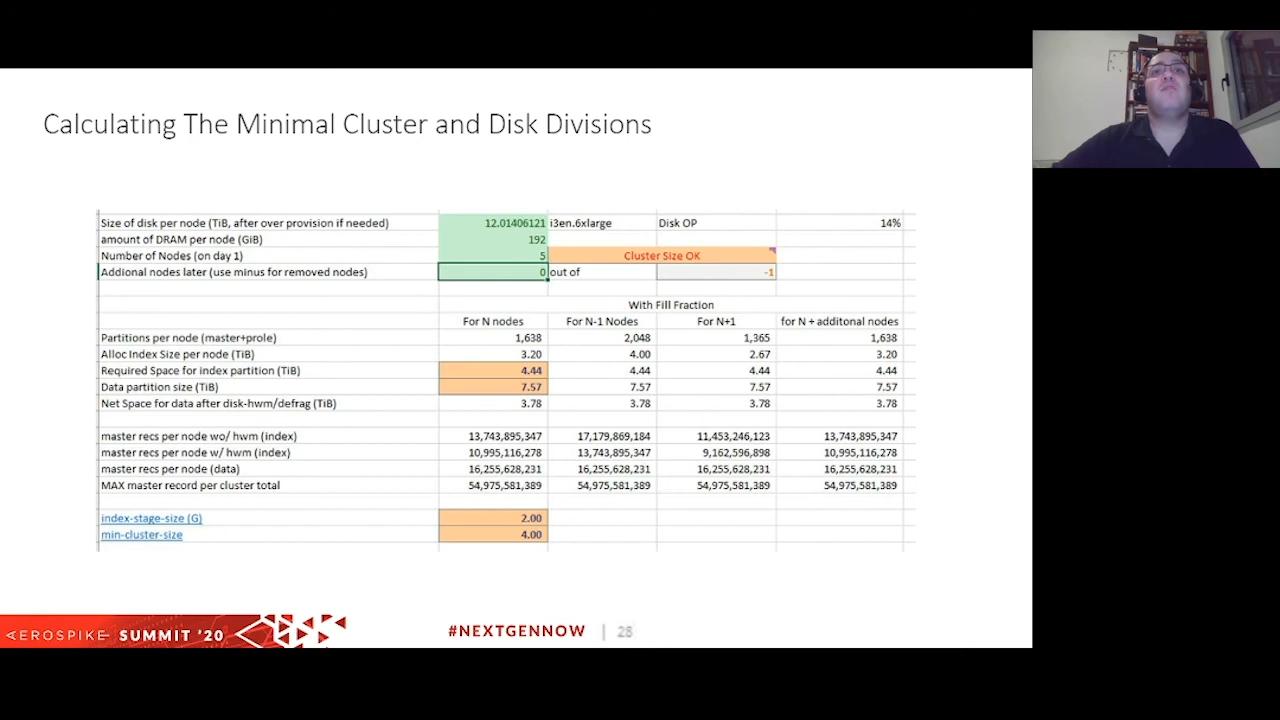 Calculating The Minimal Cluster and Disk Divisions
Size of disk per node (TiB, after over provision if needed) 12.01406121 i3en.6xlarge Disk OP 14%
amount of DRAM per node (GiB) 192
Number of Nodes (on day 1) 5 Cluster Size OK
Addional nodes later (use minus for removed nodes) 0 out of -1
With Fill Fraction
For N nodes For N-1 Nodes For N+1 for N + additonal nodes
Partitions per node (master+prole) 1,638 2,048 1,365 1,638
Alloc Index Size per node (TiB) 3.20 4.00 2.67 3.20
Required Space for index partition (TiB) 4.44 4.44 4.44 4.44
Data partition size (TiB) 7.57 7.57 7.57 7.57
Net Space for data after disk-hwm/defrag (TiB) 3.78 3.78 3.78 3.78
master recs per node wo/ hwm (index) 13,743,895,347 17,179,869,184 11,453,246,123 13,743,895,347
master recs per node w/ hwm (index) 10,995,116,278 13,743,895,347 9,162,596,898 10,995,116,278
master recs per node (data) 16,255,628,231 16,255,628,231 16,255,628,231 16,255,628,231
MAX master record per cluster total 54,975,581,389 54,975,581,389 54,975,581,389 54,975,581,389
index-stage-size (G) 2.00
min-cluster-size 4.00
AEROSPIKE SUMMIT '20 #NEXTGENNOW | 28